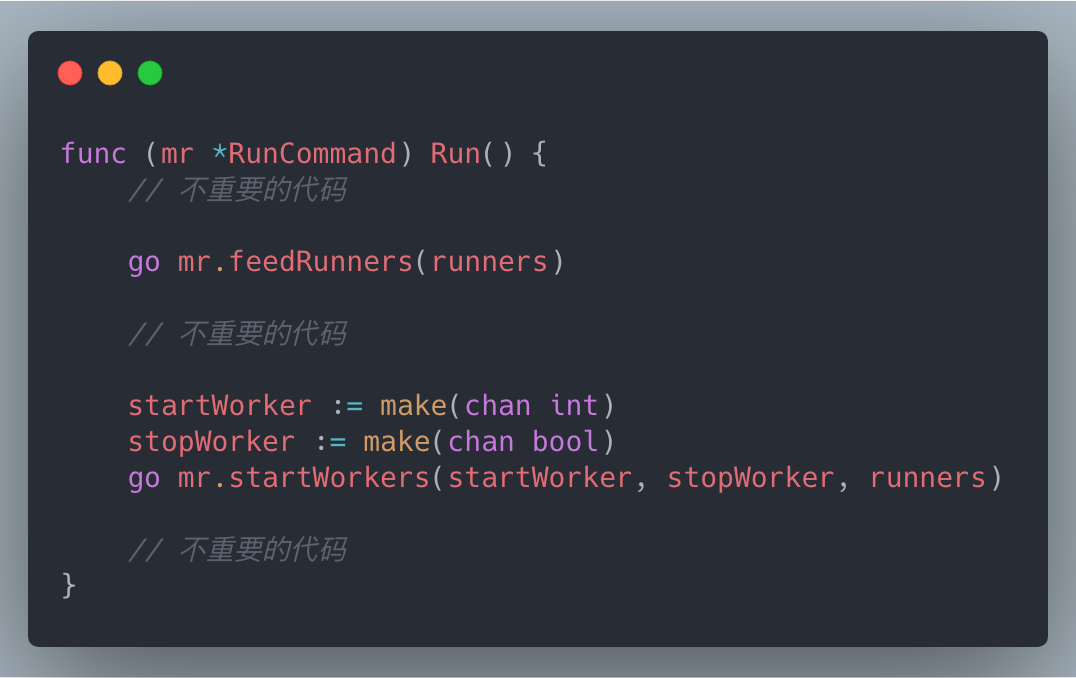 func (mr *RunCommand) Run() {
    // 不重要的代码
    go mr.feedRunners(runners)
    // 不重要的代码
    startWorker := make(chan int)
    stopWorker := make(chan bool)
    go mr.startWorkers(startWorker, stopWorker, runners)
    // 不重要的代码
}